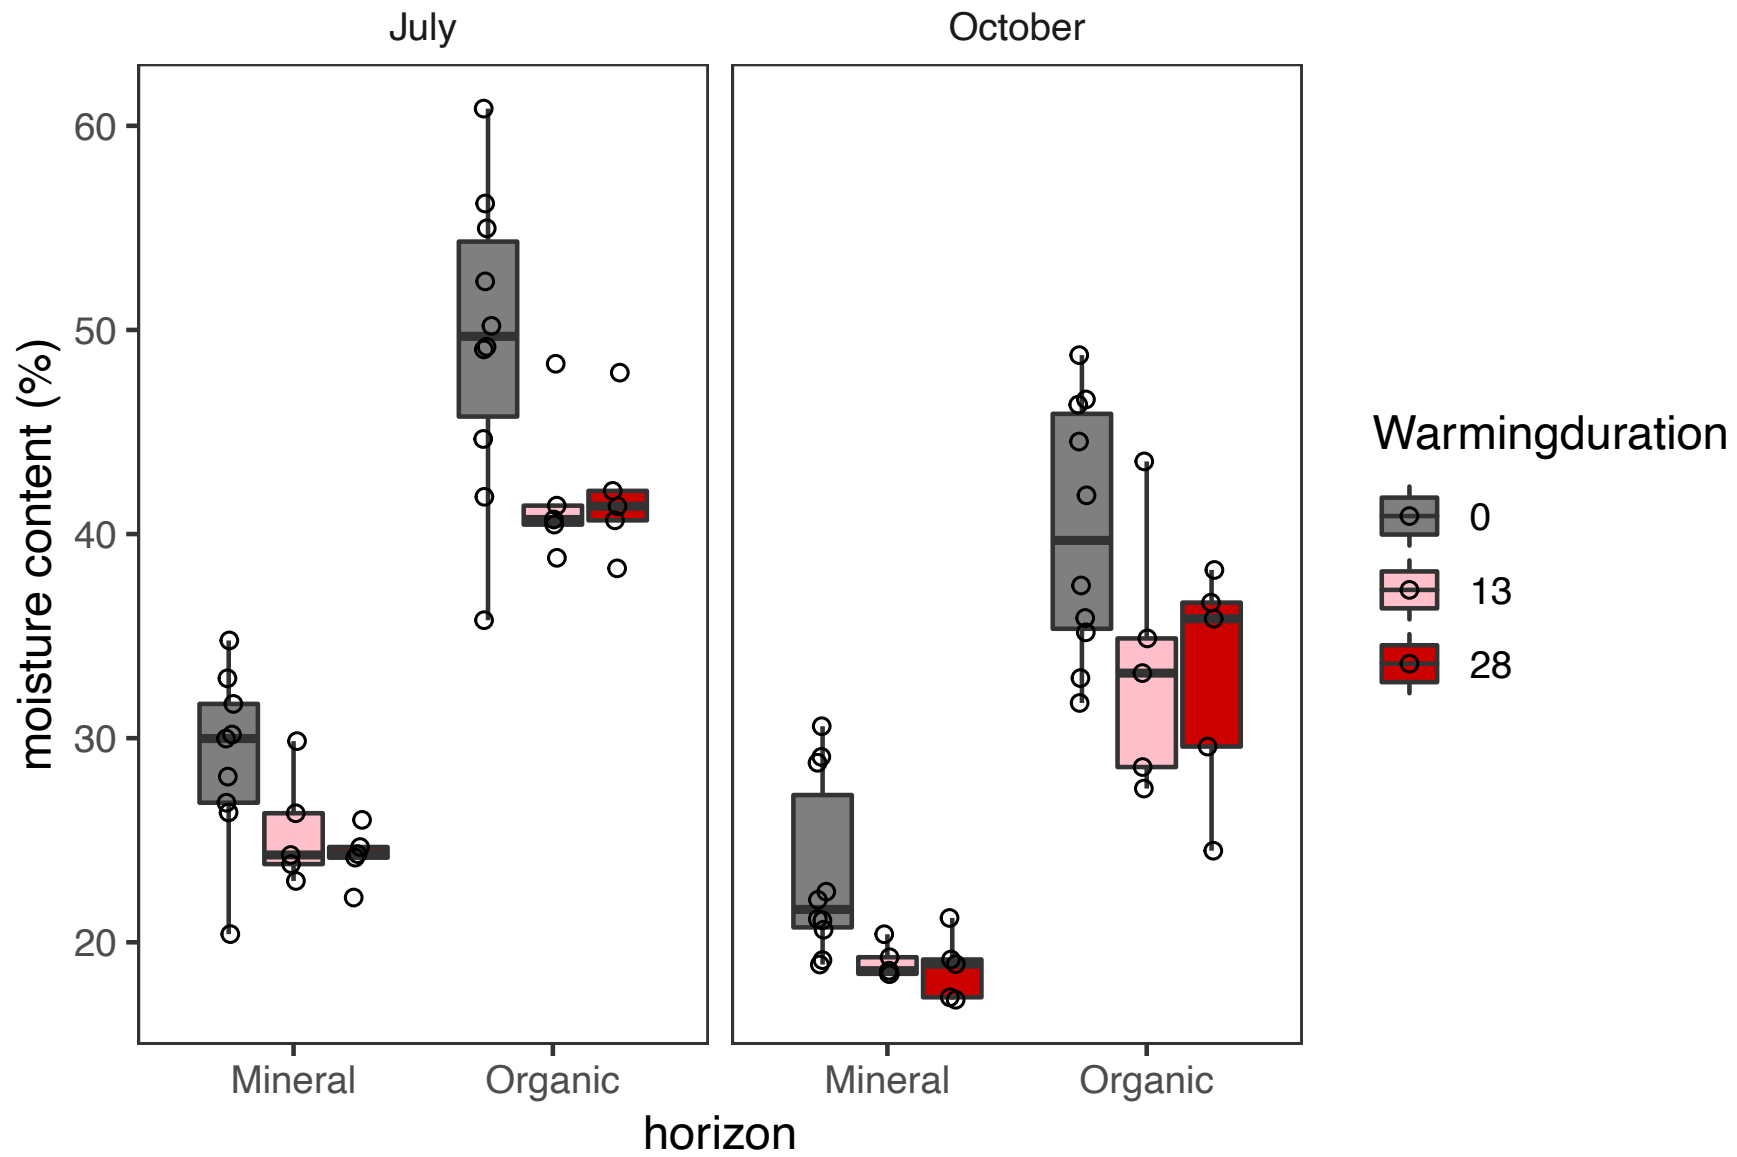 July
October
moisture content (%)
60
50
40
30
20
Mineral
Organic
Mineral
Organic
horizon
Warmingduration
0
13
28